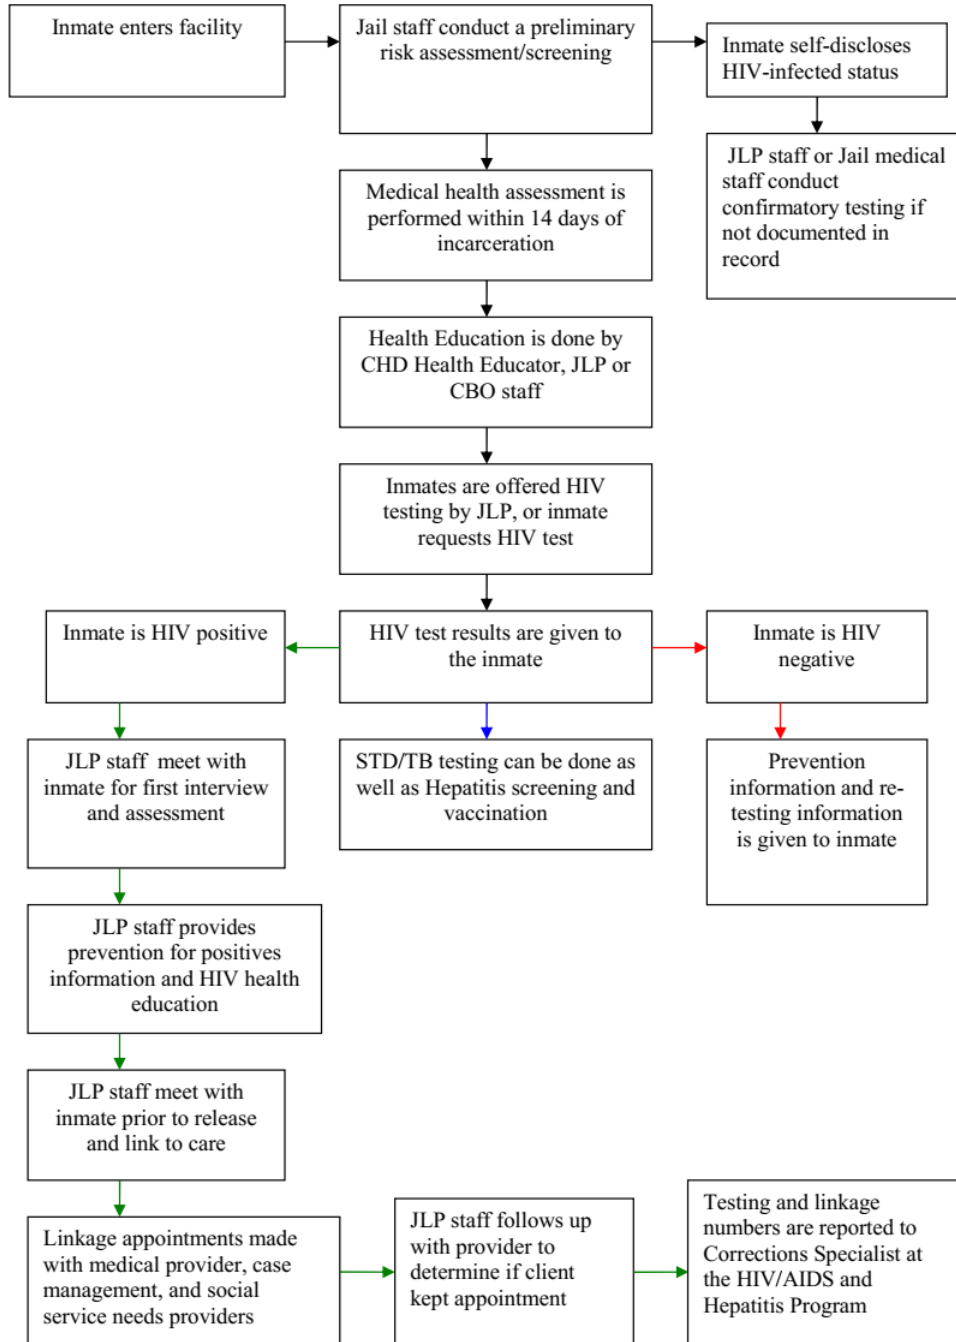 Inmate enters facility
Jail staff conduct a preliminary
risk assessment/screening
Inmate self-discloses
HIV-infected status
JLP staff or Jail medical
staff conduct
confirmatory testing if
not documented in
record
Medical health assessment is
performed within 14 days of
incarceration
Health Education is done by
CHD Health Educator, JLP or
CBO staff
Inmates are offered HIV
testing by JLP, or inmate
requests HIV test
Inmate is HIV positive
HIV test results are given to
the inmate
Inmate is HIV
negative
JLP staff meet with
inmate for first interview
and assessment
STD/TB testing can be done as
well as Hepatitis screening and
vaccination
Prevention
information and re-
testing information
is given to inmate
JLP staff provides
prevention for positives
information and HIV health
education
JLP staff meet with
inmate prior to release
and link to care
Linkage appointments made
with medical provider, case
management, and social
service needs providers
JLP staff follows up
with provider to
determine if client
kept appointment
Testing and linkage
numbers are reported to
Corrections Specialist at
the HIV/AIDS and
Hepatitis Program